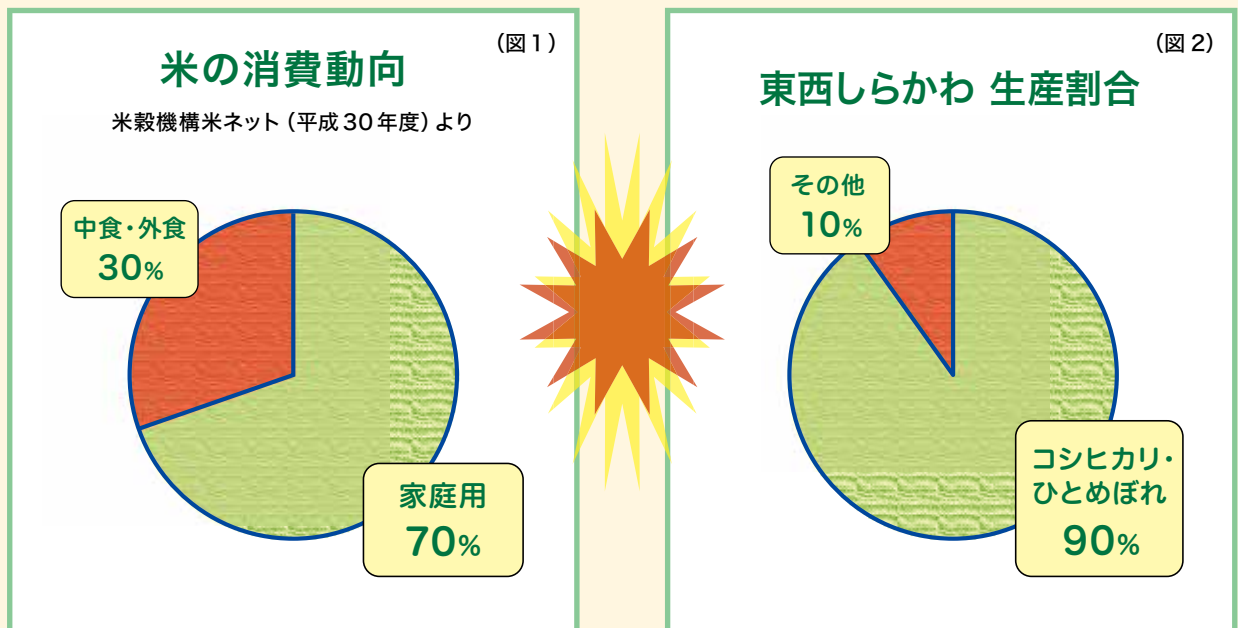 (図1)
米の消費動向
米穀機構米ネット(平成30年度)より
中食・外食
30%
家庭用
70%
(図2)
東西しらかわ 生産割合
その他
10%
コシヒカリ・
ひとめぼれ
90%